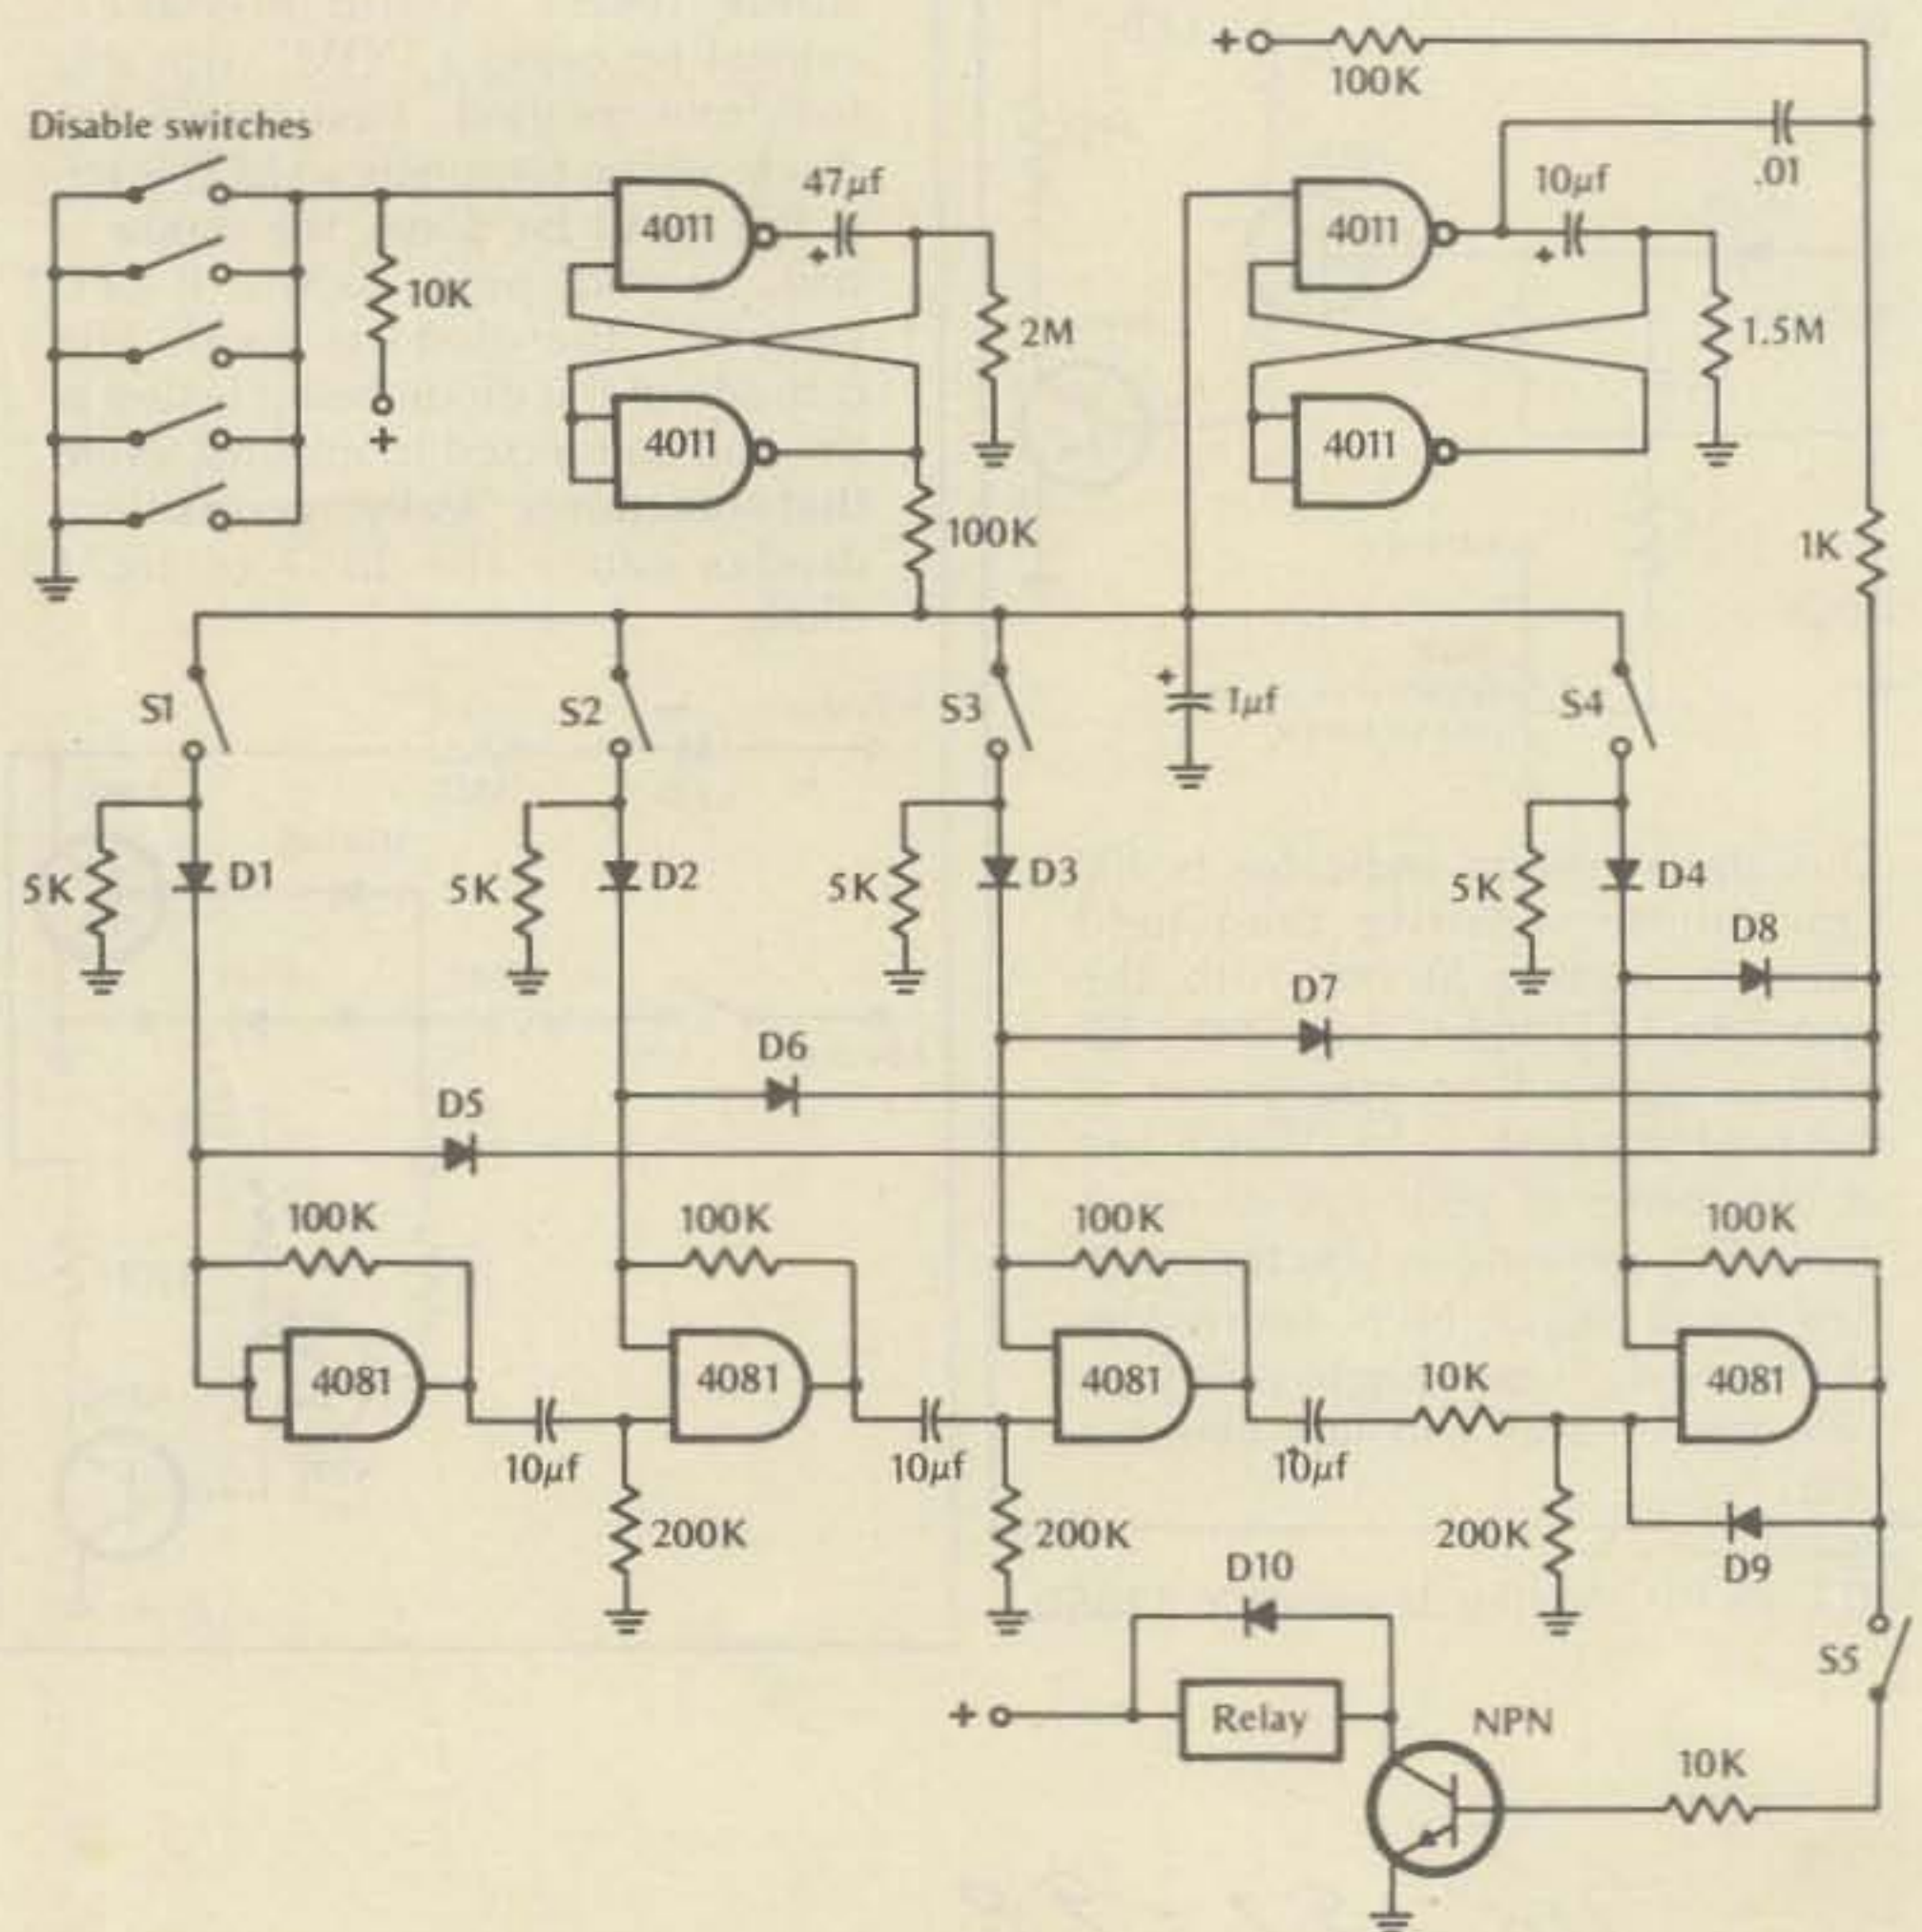 + 100K
Disable switches
.01
47µf
10µf
4011
4011
+
+
10K
2M
1.5M
+
4011
4011
100K
1K
S1
S2
S3
+
1µf
S4
5K
D1
5K
D2
5K
D3
5K
D4
D8
D7
D6
D5
100K
100K
100K
100K
4081
4081
4081
10K
4081
10µf
10µf
10µf
200K
200K
200K
D9
D10
S5
+
Relay
NPN
10K